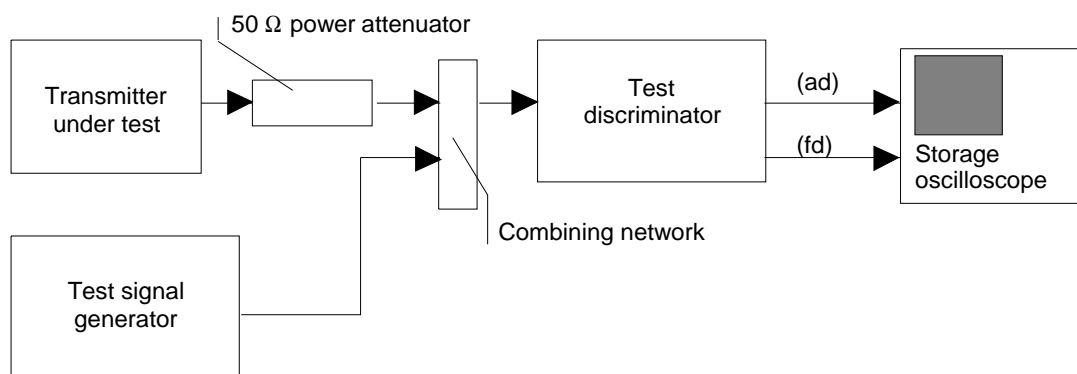 50 Ω power attenuator
Transmitter
under test
Test
discriminator
(ad)
(fd)
Storage
oscilloscope
Combining network
Test signal
generator